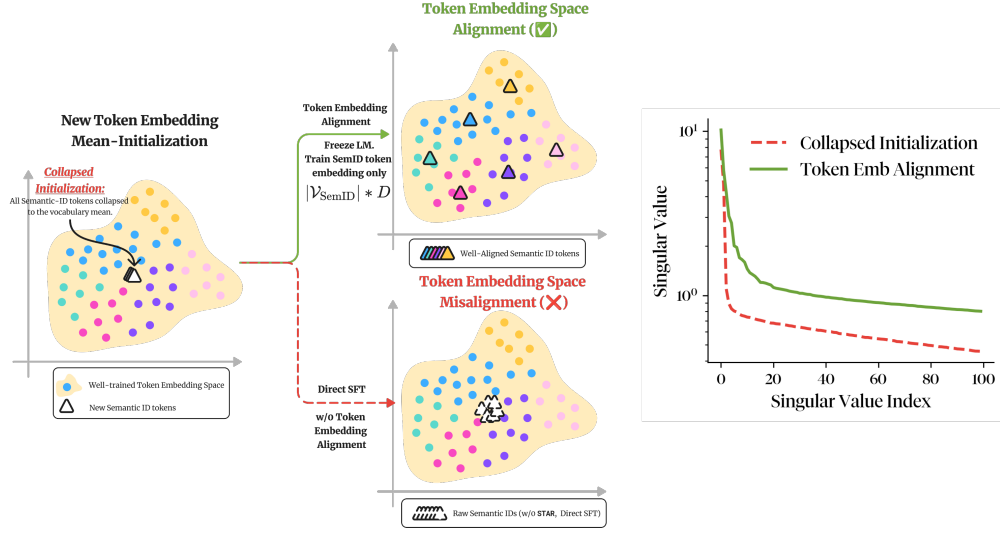 New Token Embedding
Mean-Initialization
Collapsed
Initialization:
All Semantic-ID tokens collapsed
to the vocabulary mean.
Well-trained Token Embedding Space
New Semantic ID tokens
Token Embedding
Alignment
Freeze LM.
Train SemID token
embedding only
|𝒱_SemID| * D
Direct SFT
w/0 Token
Embedding
Alignment
Token Embedding Space
Alignment (✅)
Well-Aligned Semantic ID tokens
Token Embedding Space
Misalignment (❌)
Raw Semantic IDs (w/0 STAR, Direct SFT)
Singular Value
10¹
10⁰
Collapsed Initialization
Token Emb Alignment
0 20 40 60 80 100
Singular Value Index